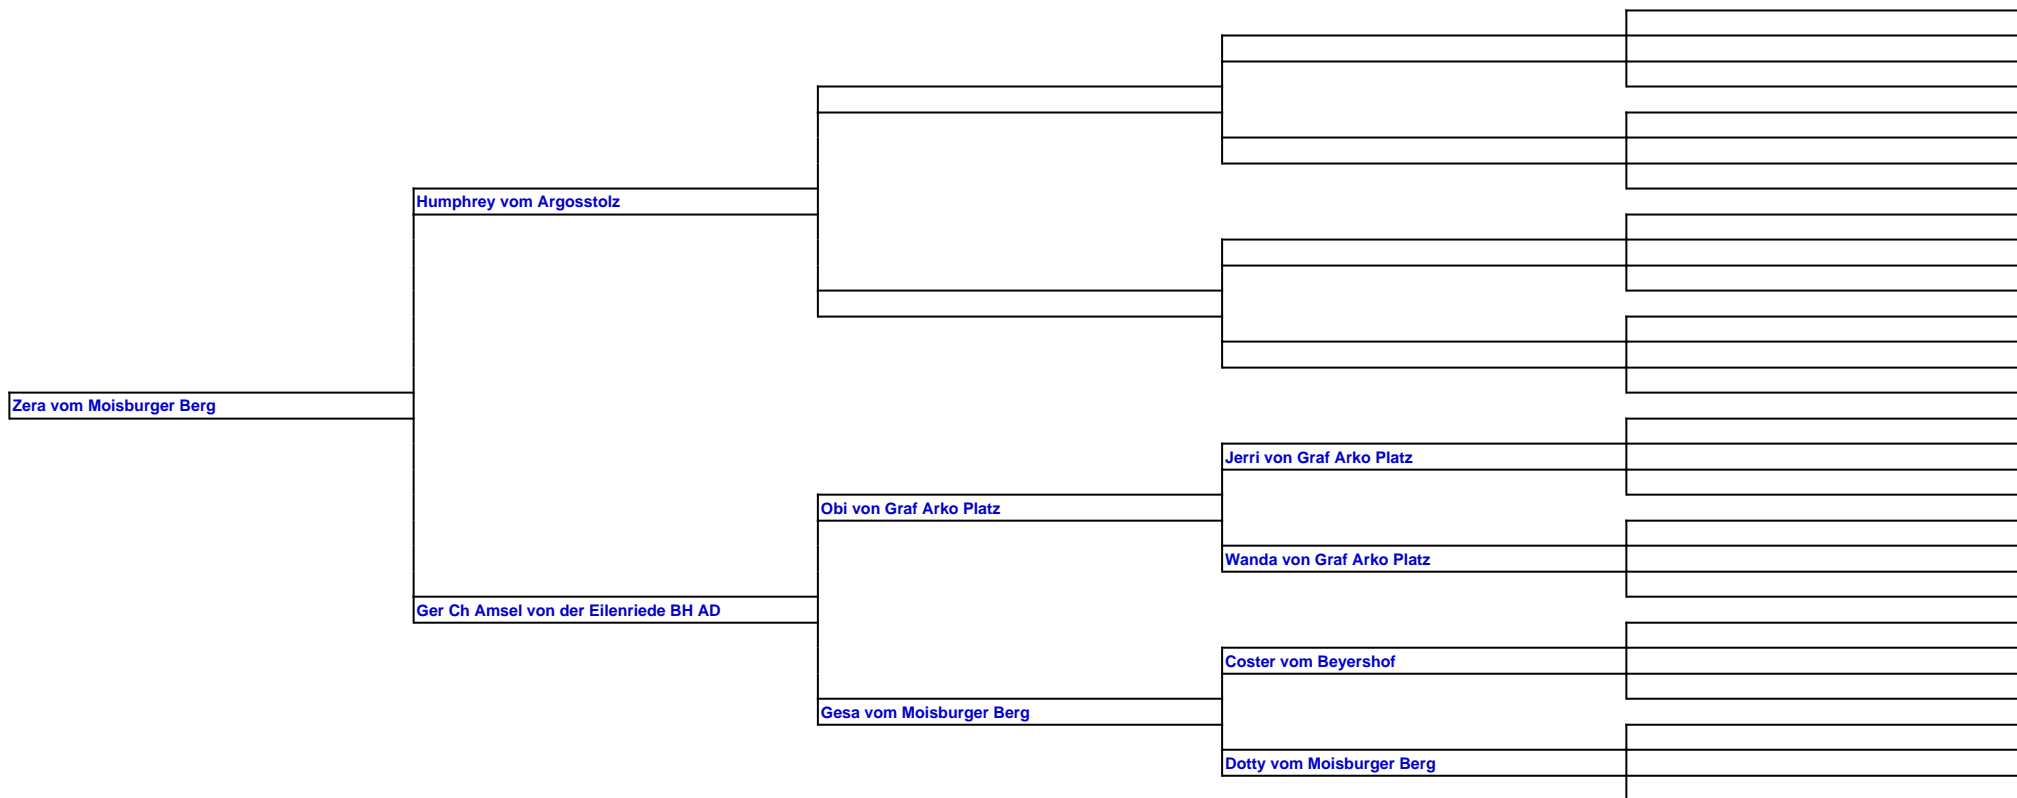 Humphrey vom Argosstolz
Zera vom Moisburger Berg
Jerri von Graf Arko Platz
Obi von Graf Arko Platz
Wanda von Graf Arko Platz
Ger Ch Amsel von der Eilenriede BH AD
Coster vom Beyershof
Gesa vom Moisburger Berg
Dotty vom Moisburger Berg